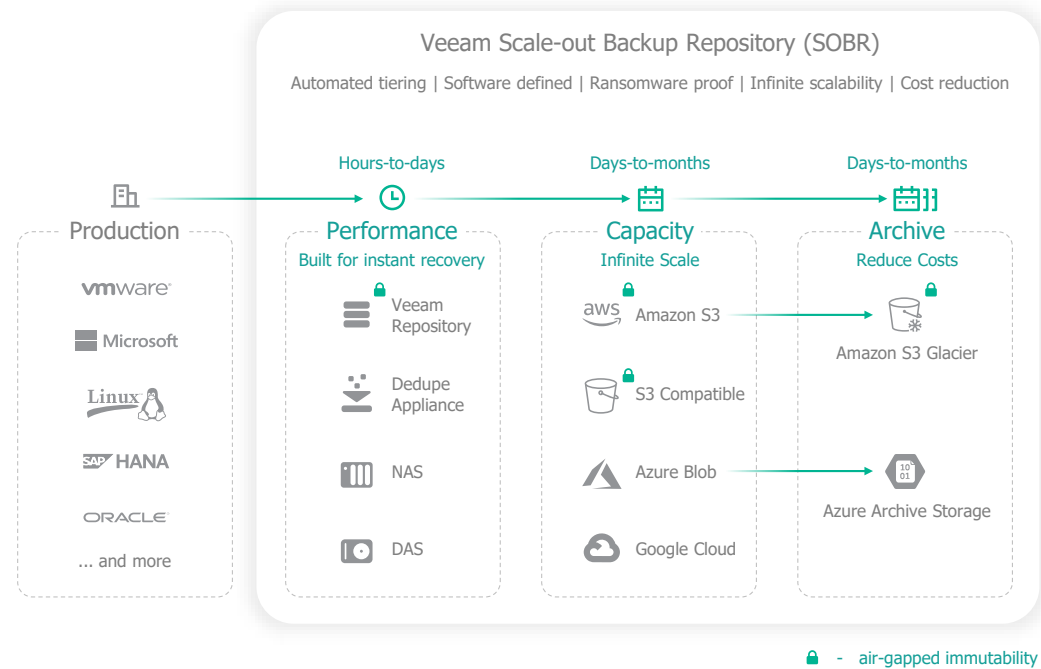 Veeam Scale-out Backup Repository (SOBR)
Automated tiering | Software defined | Ransomware proof | Infinite scalability | Cost reduction
Hours-to-days
Days-to-months
Days-to-months
Production
vmware
Microsoft
Linux
SAP HANA
ORACLE
... and more
Performance
Built for instant recovery
Veeam
Repository
Dedupe
Appliance
NAS
DAS
Capacity
Infinite Scale
aws
Amazon S3
S3 Compatible
Azure Blob
Google Cloud
Archive
Reduce Costs
Amazon S3 Glacier
10
01
Azure Archive Storage
- air-gapped immutability